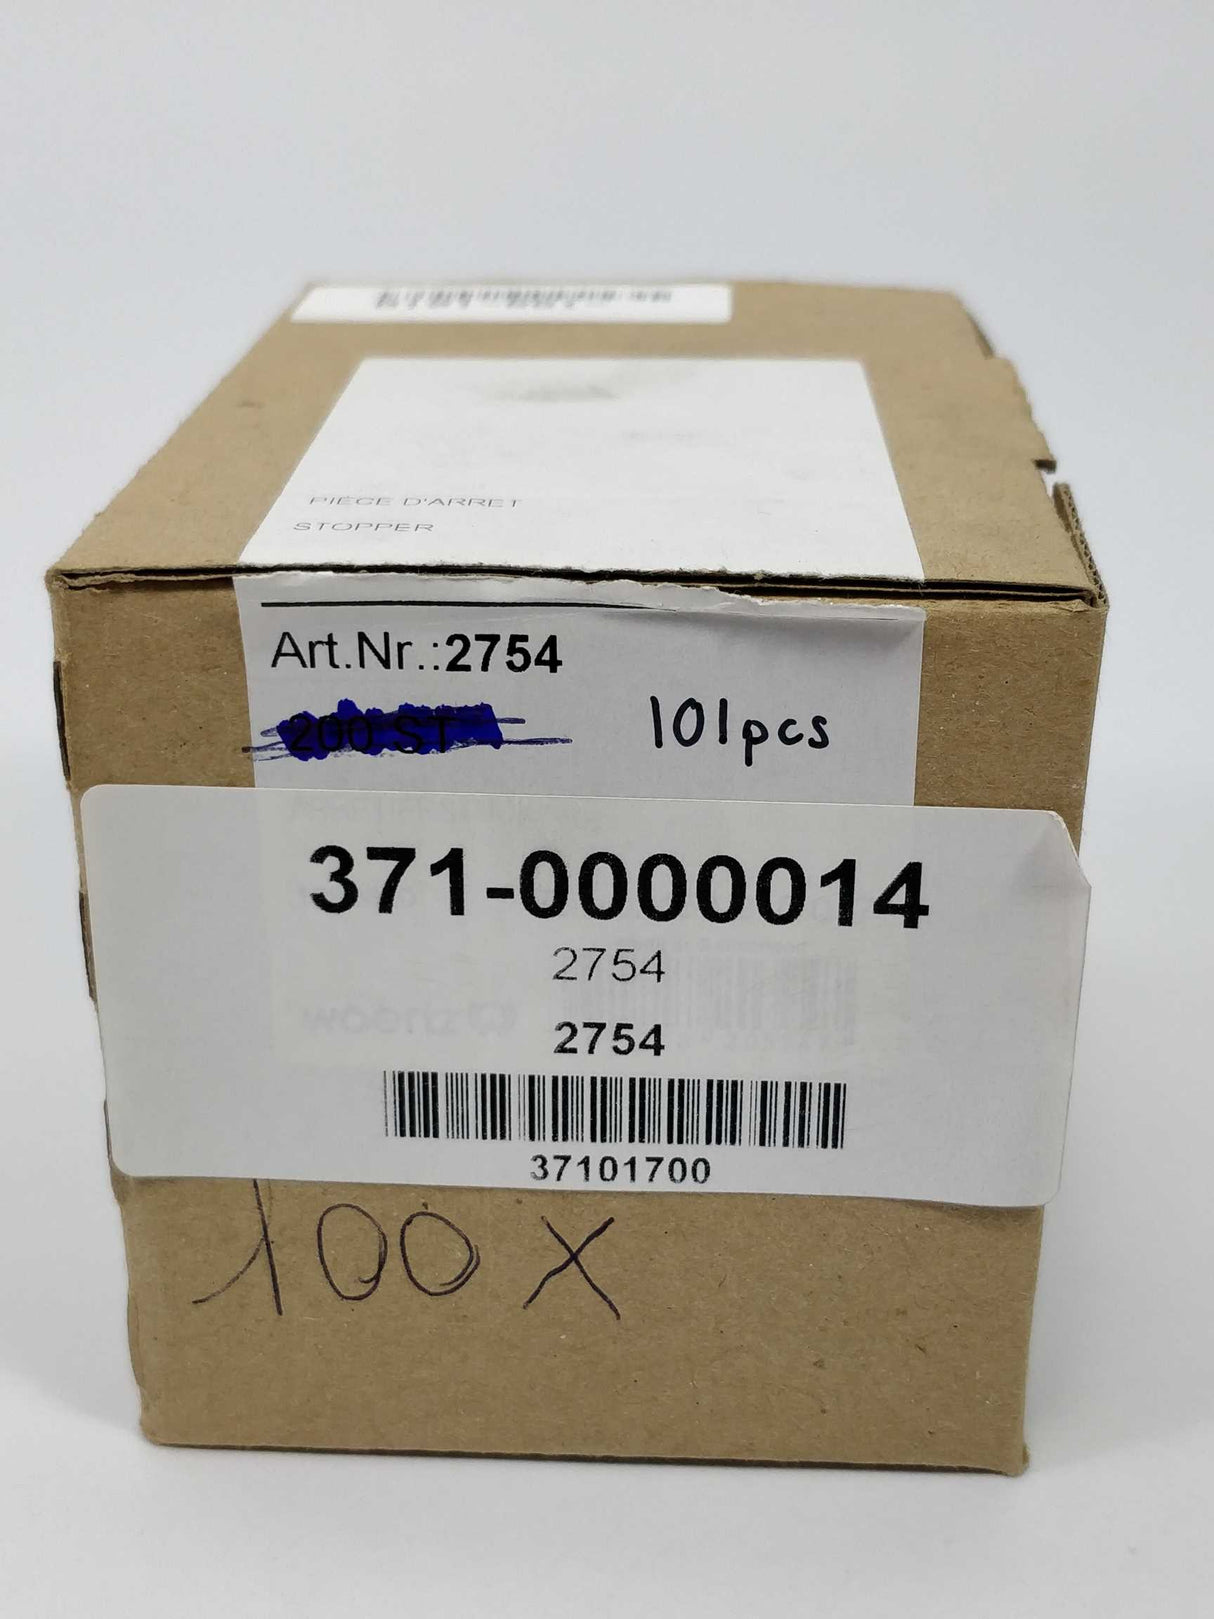 PIÈCE D'ARRET
STOPPER
Art.Nr.:2754
200 ST
101pcs
371-0000014
2754
2754
37101700
100 X